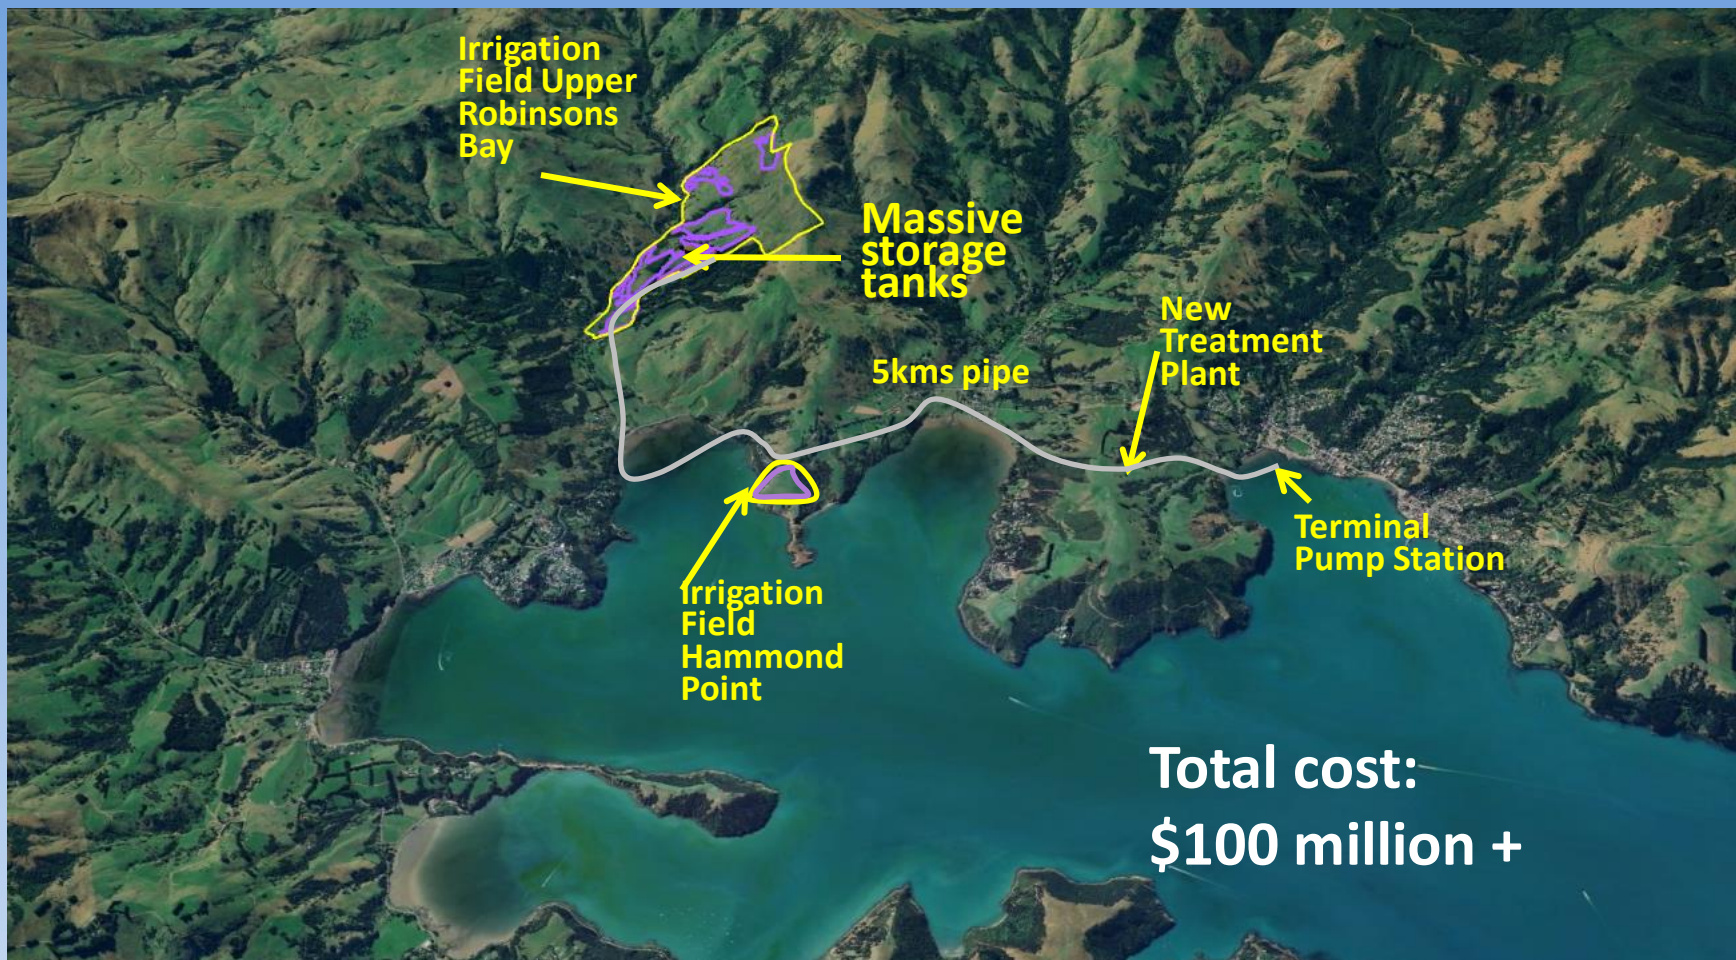 Irrigation
Field Upper
Robinsons
Bay
Massive
storage
tanks
New
Treatment
Plant
5kms pipe
Terminal
Pump Station
Irrigation
Field
Hammond
Point
Total cost:
$100 million +